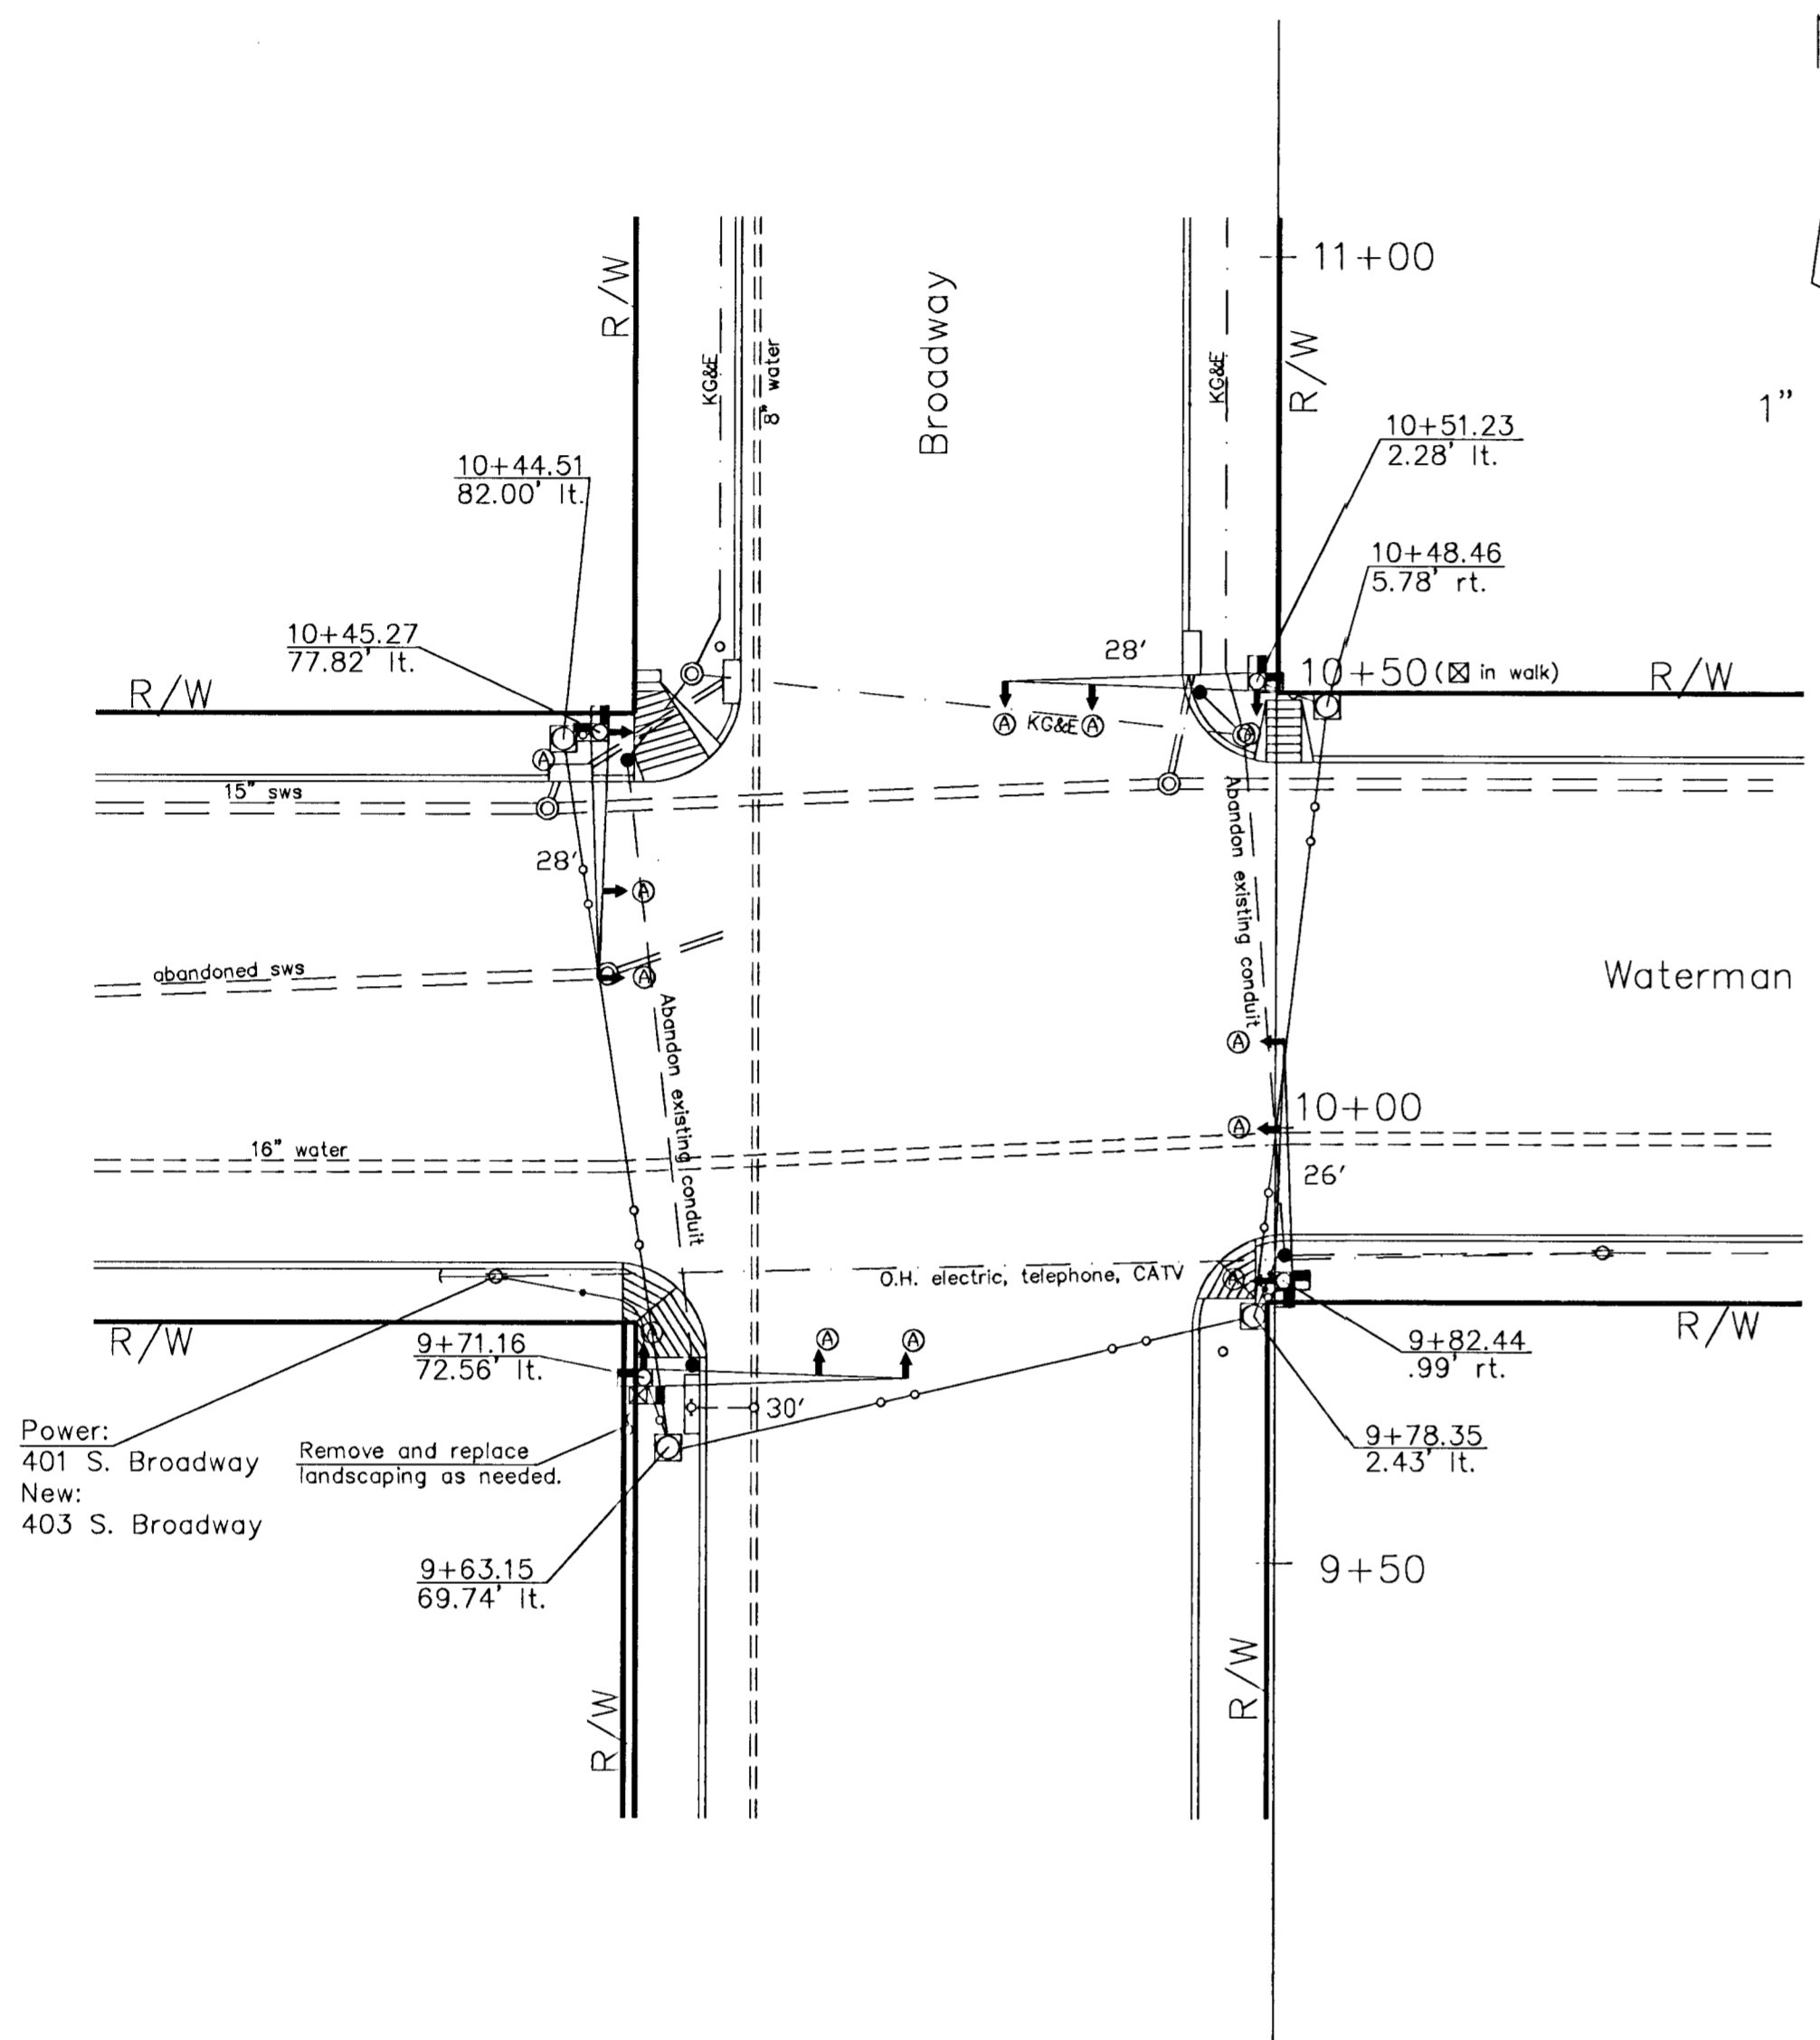 11+00
R/W
Broadway
KG&E
8" water
KG&E
R/W
1"
10+51.23
2.28' lt.
10+44.51
82.00' lt.
10+48.46
5.78' rt.
10+45.27
77.82' lt.
28'
10+50 (☒ in walk)
R/W
R/W
A
KG&E
A
A
A
15" sws
28'
A
Abandon existing conduit
abandoned sws
A
Waterman
Abandon existing conduit
A
10+00
A
16" water
26'
O.H. electric, telephone, CATV
A
R/W
A
A
A
R/W
9+71.16
72.56' lt.
9+82.44
.99' rt.
30'
Power:
401 S. Broadway
New:
403 S. Broadway
Remove and replace
landscaping as needed.
9+78.35
2.43' lt.
9+63.15
69.74' lt.
9+50
R/W
R/W